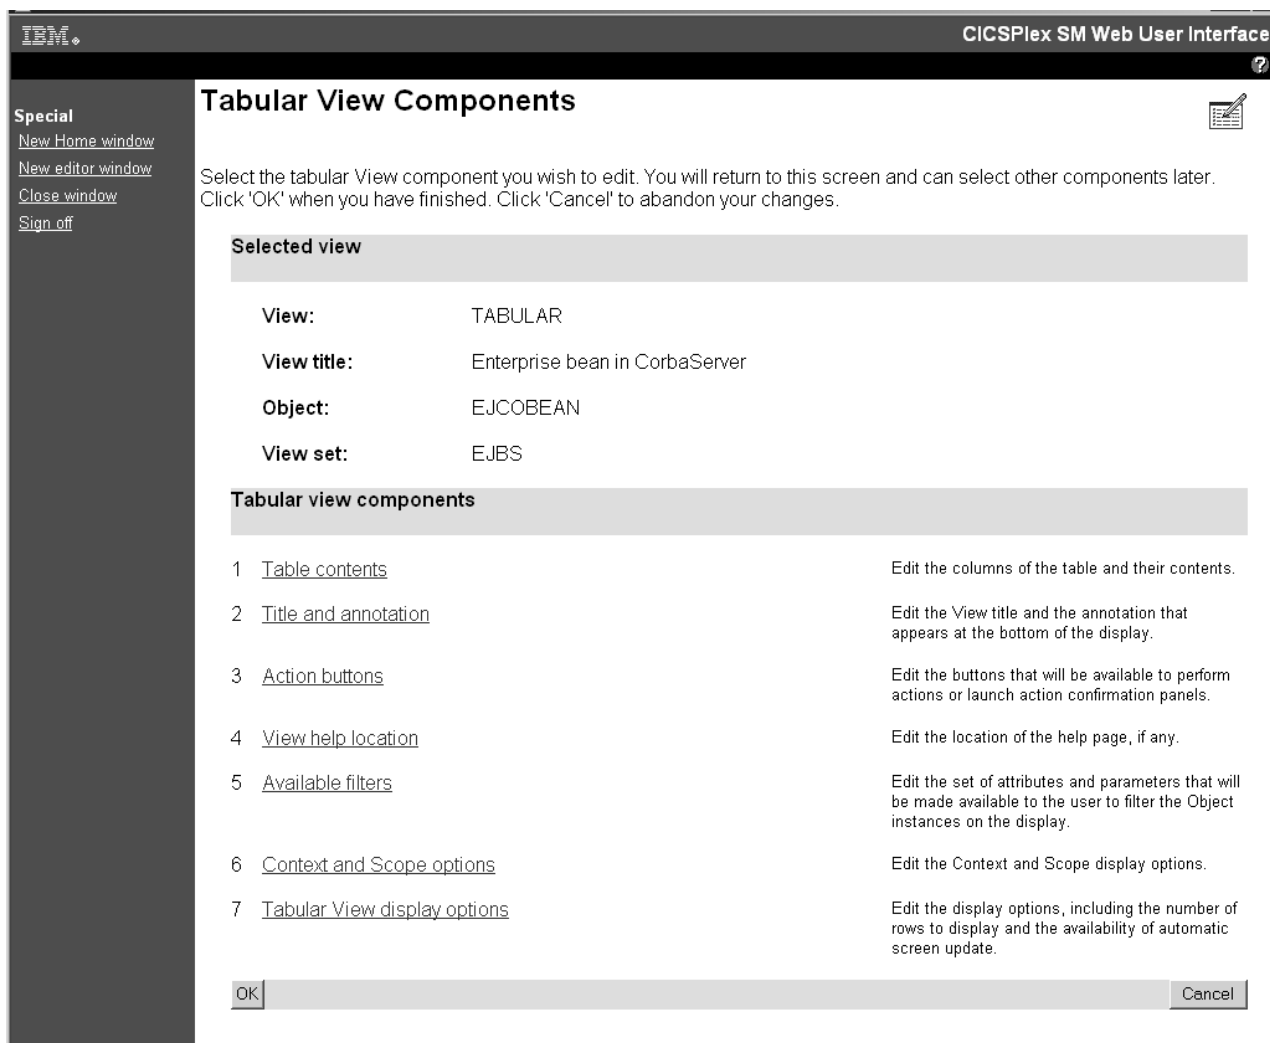 IBM.
CICSPlex SM Web User Interface
?
Special
New Home window
New editor window
Close window
Sign off
Tabular View Components
Select the tabular View component you wish to edit. You will return to this screen and can select other components later.
Click 'OK' when you have finished. Click 'Cancel' to abandon your changes.
Selected view
View: TABULAR
View title: Enterprise bean in CorbaServer
Object: EJCOBEAN
View set: EJBS
Tabular view components
1 Table contents Edit the columns of the table and their contents.
2 Title and annotation Edit the View title and the annotation that
appears at the bottom of the display.
3 Action buttons Edit the buttons that will be available to perform
actions or launch action confirmation panels.
4 View help location Edit the location of the help page, if any.
5 Available filters Edit the set of attributes and parameters that will
be made available to the user to filter the Object
instances on the display.
6 Context and Scope options Edit the Context and Scope display options.
7 Tabular View display options Edit the display options, including the number of
rows to display and the availability of automatic
screen update.
OK Cancel